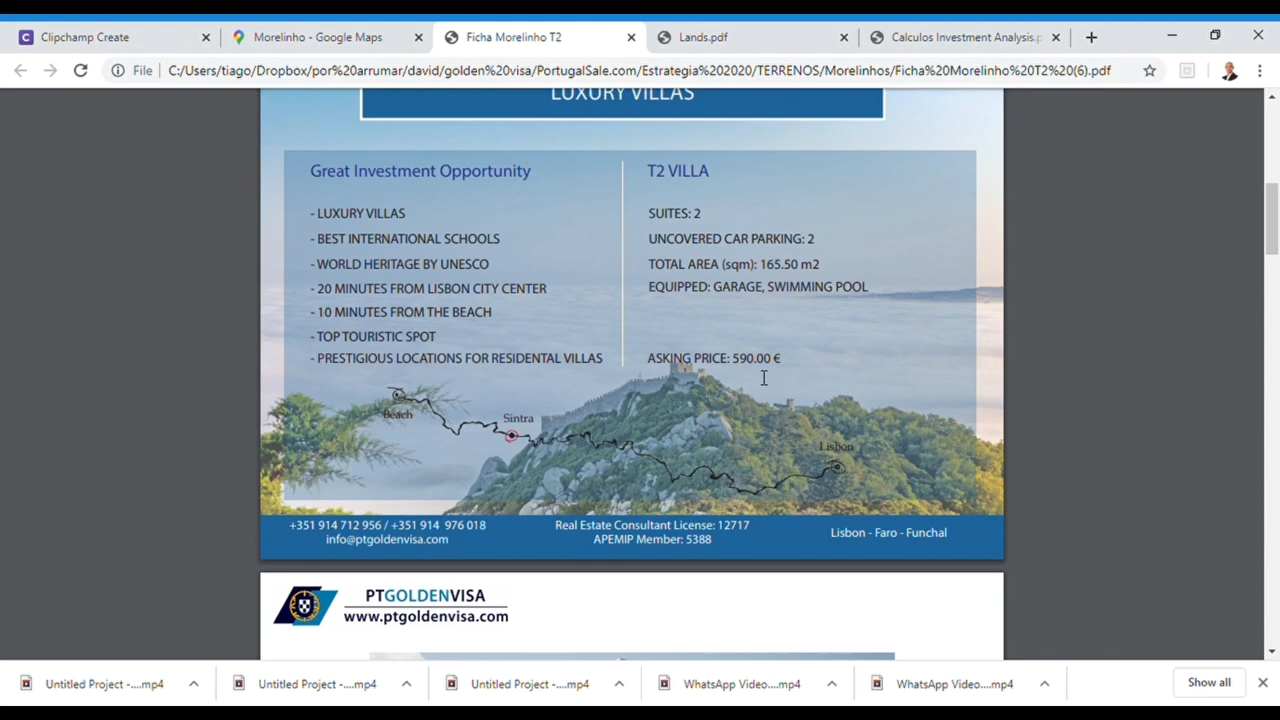 Clipchamp Create
Morelinho - Google Maps
Ficha Morelinho T2
Lands.pdf
Calculos Investment Analysis.p
File
C:/Users/tiago/Dropbox/por%20arrumar/david/golden%20visa/PortugalSale.com/Estrategia%202020/TERRENOS/Morelinhos/Ficha%20Morelinho%20T2%20(6).pdf
LUXURY VILLAS
Great Investment Opportunity
- LUXURY VILLAS
- BEST INTERNATIONAL SCHOOLS
- WORLD HERITAGE BY UNESCO
- 20 MINUTES FROM LISBON CITY CENTER
- 10 MINUTES FROM THE BEACH
- TOP TOURISTIC SPOT
- PRESTIGIOUS LOCATIONS FOR RESIDENTAL VILLAS
T2 VILLA
SUITES: 2
UNCOVERED CAR PARKING: 2
TOTAL AREA (sqm): 165.50 m2
EQUIPPED: GARAGE, SWIMMING POOL
ASKING PRICE: 590.00 €
Beach
Sintra
Lisbon
+351 914 712 956 / +351 914 976 018
info@ptgoldenvisa.com
Real Estate Consultant License: 12717
APEMIP Member: 5388
Lisbon - Faro - Funchal
PTGOLDENVISA
www.ptgoldenvisa.com
Untitled Project -....mp4
Untitled Project -....mp4
Untitled Project -....mp4
WhatsApp Video....mp4
WhatsApp Video....mp4
Show all